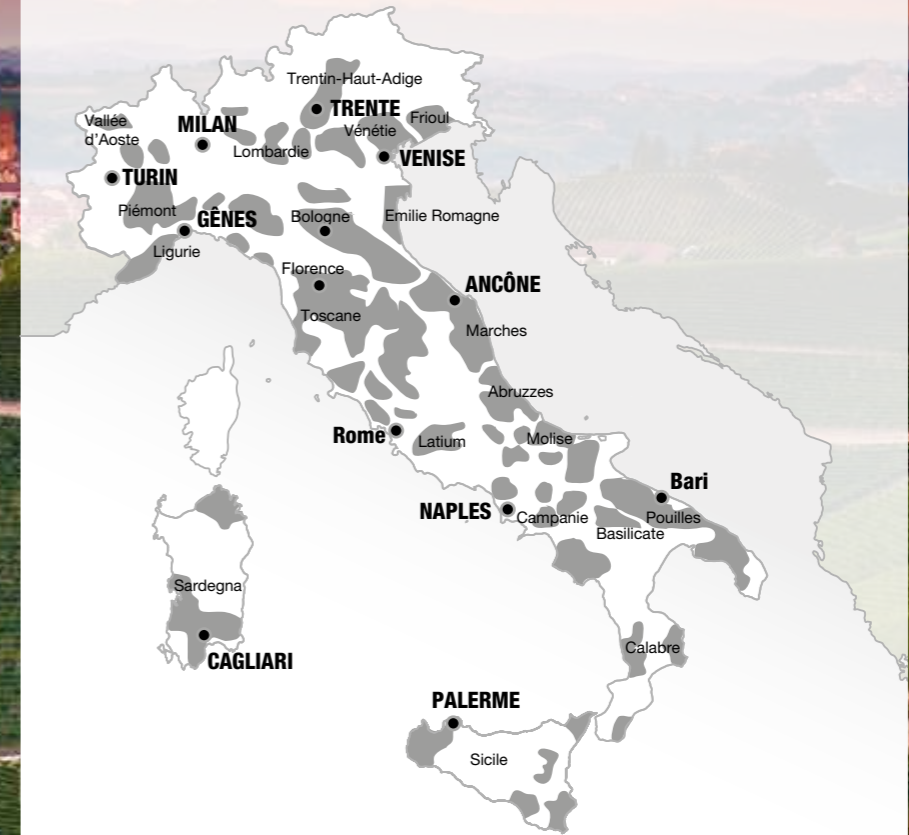 Trentin-Haut-Adige
TRENTE
Frioul
Vallée
d'Aoste
MILAN
Vénétie
Lombardie
VENISE
TURIN
Piémont
GÊNES
Bologne
Emilie Romagne
Ligurie
Florence
ANCÔNE
Toscane
Marches
Abruzzes
Rome
Latium
Molise
Bari
NAPLES
Campanie
Pouilles
Basilicate
Sardegna
Calabre
CAGLIARI
PALERME
Sicile